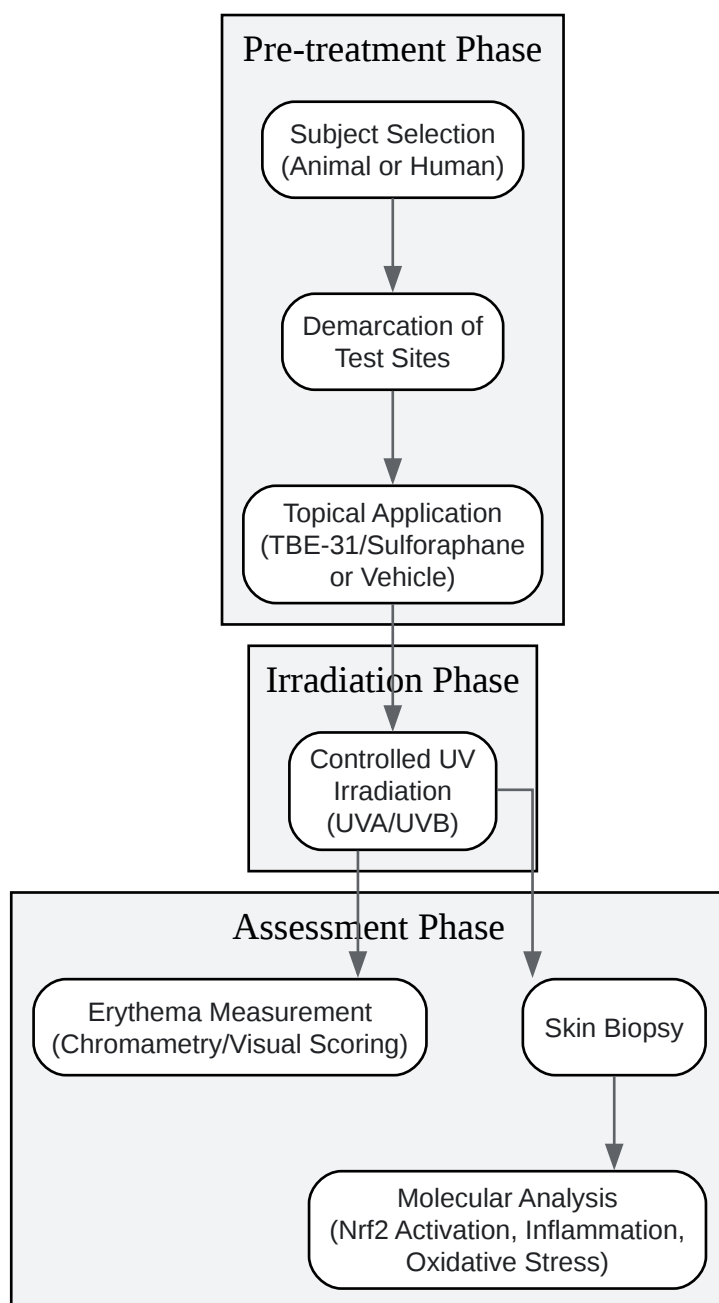 Pre-treatment Phase
Subject Selection
(Animal or Human)
Demarcation of
Test Sites
Topical Application
(TBE-31/Sulforaphane
or Vehicle)
Irradiation Phase
Controlled UV
Irradiation
(UVA/UVB)
Assessment Phase
Erythema Measurement
(Chromametry/Visual Scoring)
Skin Biopsy
Molecular Analysis
(Nrf2 Activation, Inflammation,
Oxidative Stress)